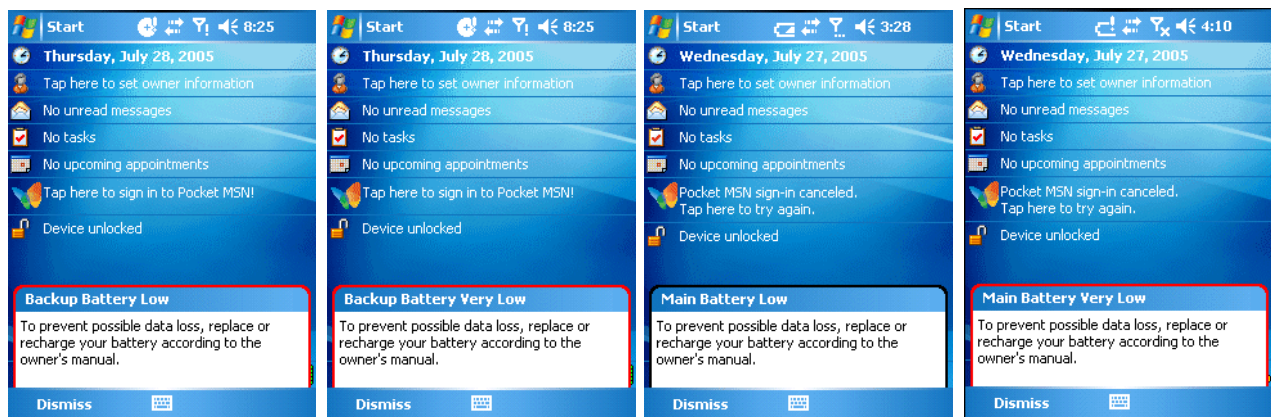 Start 8:25
Thursday, July 28, 2005
Tap here to set owner information
No unread messages
No tasks
No upcoming appointments
Tap here to sign in to Pocket MSN!
Device unlocked
Backup Battery Low
To prevent possible data loss, replace or
recharge your battery according to the
owner's manual.
Dismiss
Start 8:25
Thursday, July 28, 2005
Tap here to set owner information
No unread messages
No tasks
No upcoming appointments
Tap here to sign in to Pocket MSN!
Device unlocked
Backup Battery Very Low
To prevent possible data loss, replace or
recharge your battery according to the
owner's manual.
Dismiss
Start 3:28
Wednesday, July 27, 2005
Tap here to set owner information
No unread messages
No tasks
No upcoming appointments
Pocket MSN sign-in canceled.
Tap here to try again.
Device unlocked
Main Battery Low
To prevent possible data loss, replace or
recharge your battery according to the
owner's manual.
Dismiss
Start 4:10
Wednesday, July 27, 2005
Tap here to set owner information
No unread messages
No tasks
No upcoming appointments
Pocket MSN sign-in canceled.
Tap here to try again.
Device unlocked
Main Battery Very Low
To prevent possible data loss, replace or
recharge your battery according to the
owner's manual.
Dismiss